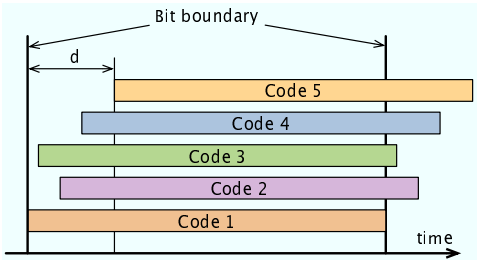 Bit boundary
d
Code 5
Code 4
Code 3
Code 2
Code 1
time